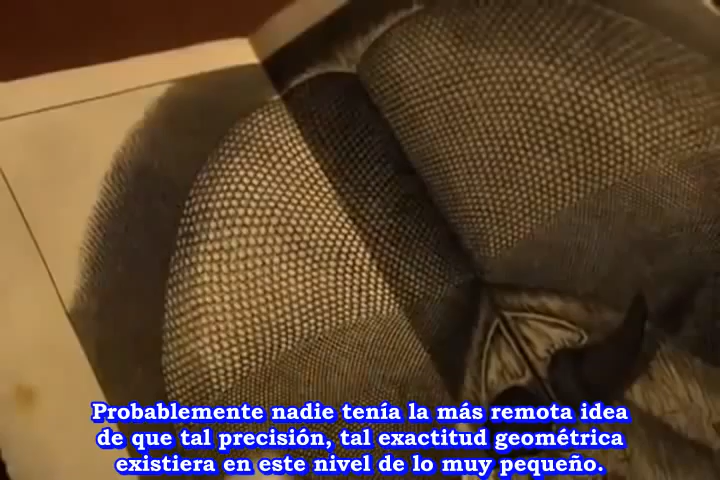 Probablemente nadie tenía la más remota idea
de que tal precisión, tal exactitud geométrica
existiera en este nivel de lo muy pequeño.